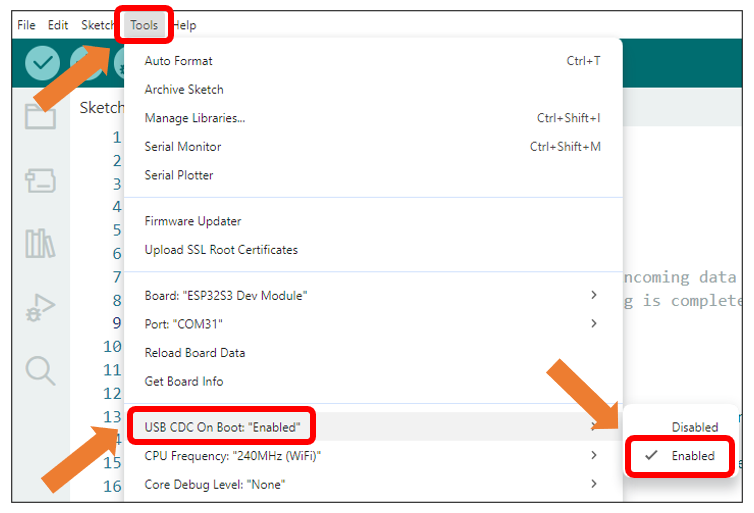 File Edit Sketch Tools Help
Auto Format Ctrl+T
Archive Sketch
Manage Libraries... Ctrl+Shift+I
Serial Monitor Ctrl+Shift+M
Serial Plotter
Firmware Updater
Upload SSL Root Certificates
Board: "ESP32S3 Dev Module"
Port: "COM31"
Reload Board Data
Get Board Info
USB CDC On Boot: "Enabled"
CPU Frequency: "240MHz (WiFi)"
Core Debug Level: "None"
Disabled
Enabled
Sketch
1
2
3
4
5
6
7 ncoming data
8 g is complete
9
10
11
12
13
15
16